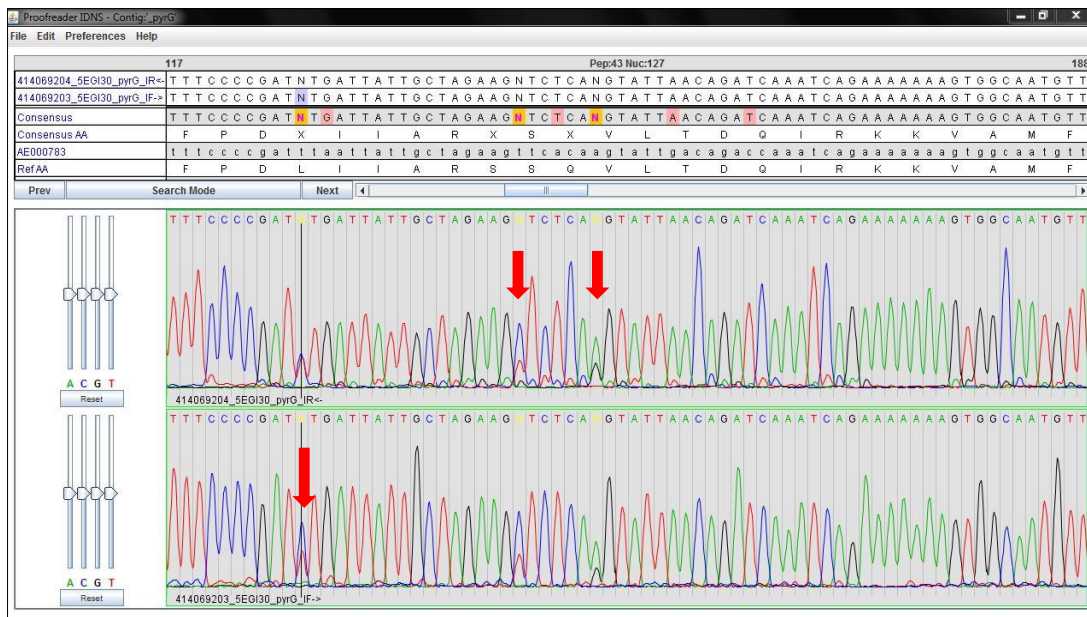 Proofreader IDNS - Contig:'_pyrG'
File Edit Preferences Help
117 Pep:43 Nuc:127 188
414069204_5EGI30_pyrG_IR<- T T T C C C C G A T N T G A T T A T T G C T A G A A G N T C T C A N G T A T T A A C A G A T C A A A T C A G A A A A A A A G T G G C A A T G T T
414069203_5EGI30_pyrG_IF-> T T T C C C C G A T N T G A T T A T T G C T A G A A G N T C T C A N G T A T T A A C A G A T C A A A T C A G A A A A A A A G T G G C A A T G T T
Consensus T T T C C C C G A T N T G A T T A T T G C T A G A A G N T C T C A N G T A T T A A C A G A T C A A A T C A G A A A A A A A G T G G C A A T G T T
Consensus AA F P D X I I A R X S X V L T D Q I R K K V A M F
AE000783 t t t c c c c g a t t t a a t t a t t g c t a g a a g t t c a c a a g t a t t g a c a g a c c a a a t c a g a a a a a a a g t g g c a a t g t t
Ref AA F P D L I I A R S S Q V L T D Q I R K K V A M F
Prev Search Mode Next
T T T C C C C G A T N T G A T T A T T G C T A G A A G N T C T C A N G T A T T A A C A G A T C A A A T C A G A A A A A A A G T G G C A A T G T T
A C G T
Reset
414069204_5EGI30_pyrG_IR<-
T T T C C C C G A T N T G A T T A T T G C T A G A A G N T C T C A N G T A T T A A C A G A T C A A A T C A G A A A A A A A G T G G C A A T G T T
A C G T
Reset
414069203_5EGI30_pyrG_IF->